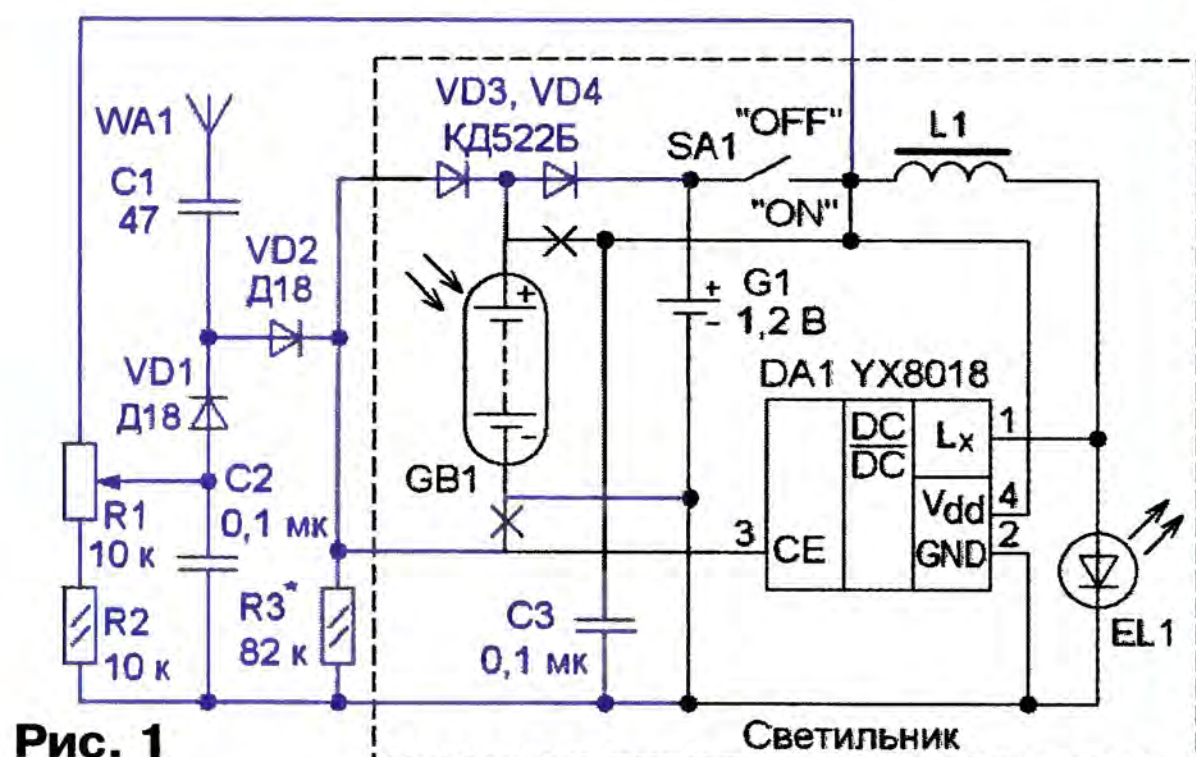 WA1
C1
47
VD2
Д18
VD1
Д18
R1
10 к
R2
10 к
C2
0,1 мк
R3*
82 к
VD3, VD4
КД522Б
SA1
"OFF"
"ON"
L1
+
-
GB1
+
-
G1
1,2 В
DA1 YX8018
DC
DC
Lx
Vdd
GND
CE
1
4
2
3
C3
0,1 мк
EL1
Светильник
Рис. 1